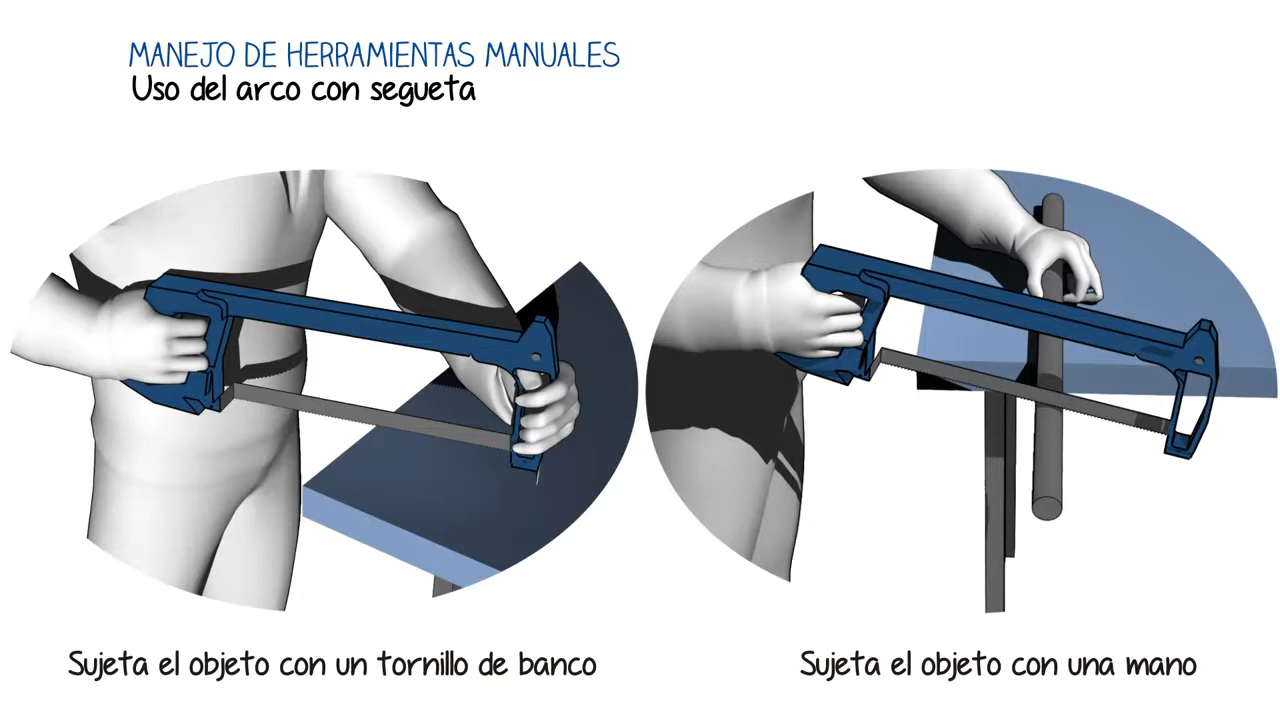 MANEJO DE HERRAMIENTAS MANUALES
Uso del arco con segueta
Sujeta el objeto con un tornillo de banco
Sujeta el objeto con una mano